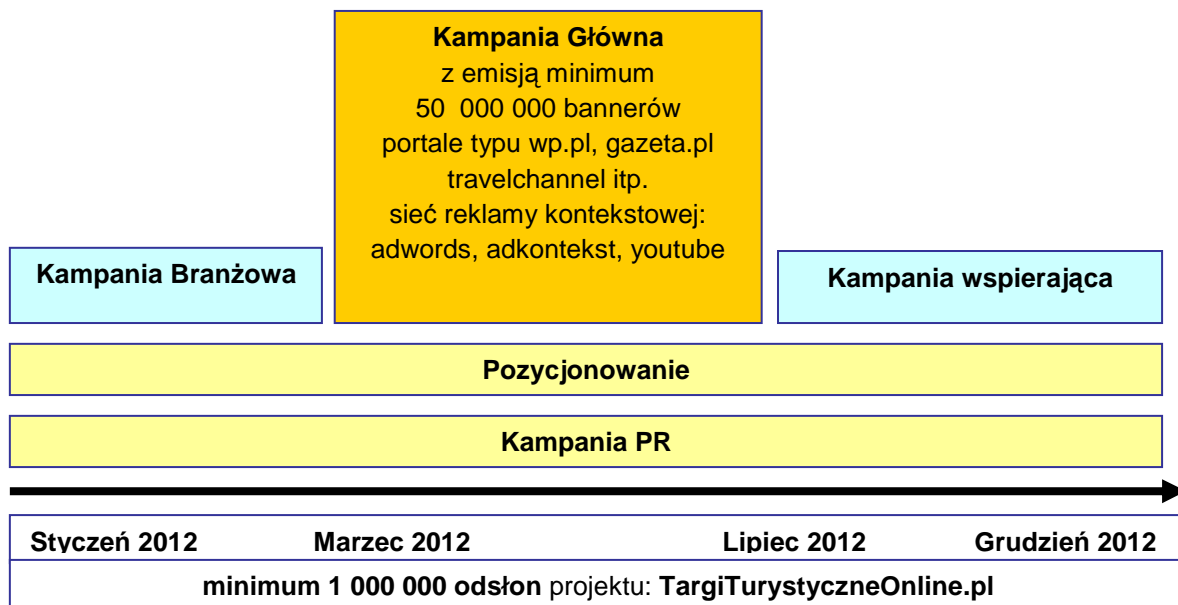 Kampania Główna
z emisją minimum
50 000 000 bannerów
portale typu wp.pl, gazeta.pl
travelchannel itp.
sieć reklamy kontekstowej:
adwords, adkontekst, youtube
Kampania Branżowa
Kampania wspierająca
Pozycjonowanie
Kampania PR
Styczeń 2012 Marzec 2012 Lipiec 2012 Grudzień 2012
minimum 1 000 000 odsłon projektu: TargiTurystyczneOnline.pl